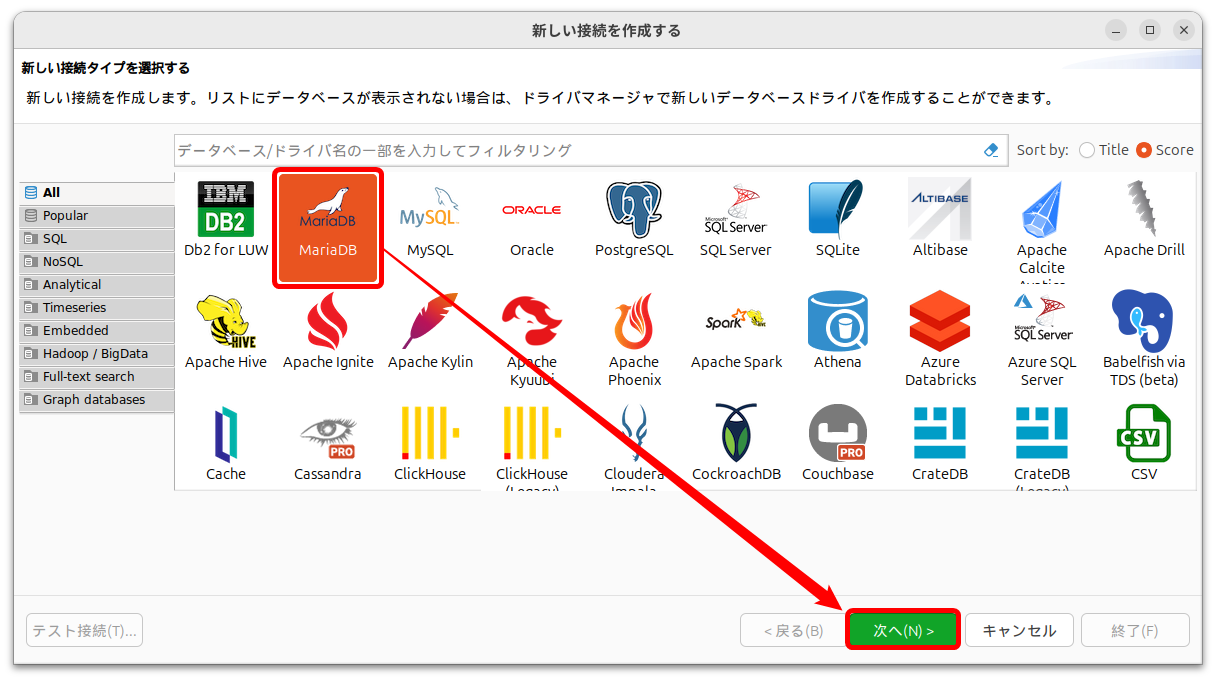 新しい接続を作成する
新しい接続タイプを選択する
新しい接続を作成します。リストにデータベースが表示されない場合は、ドライバマネージャで新しいデータベースドライバを作成することができます。
データベース/ドライバ名の一部を入力してフィルタリング
Sort by: Title Score
All
Popular
SQL
NoSQL
Analytical
Timeseries
Embedded
Hadoop / BigData
Full-text search
Graph databases
IBM
DB2
MariaDB
MySQL
ORACLE
Microsoft
SQL Server
ALTIBASE
Db2 for LUW MariaDB MySQL Oracle PostgreSQL SQL Server SQLite Altibase Apache Apache Drill
Calcite
HIVE
Spark
Microsoft
SQL Server
Apache Hive Apache Ignite Apache Kylin Apache Apache Apache Spark Athena Azure Azure SQL Babelfish via
Kyuubi Phoenix Databricks Server TDS (beta)
PRO
PRO
CSV
Cache Cassandra ClickHouse ClickHouse Cloudera CockroachDB Couchbase CrateDB CrateDB CSV
(Legacy) Impala (Legacy)
テスト接続(T)... < 戻る(B) 次へ(N) > キャンセル 終了(F)